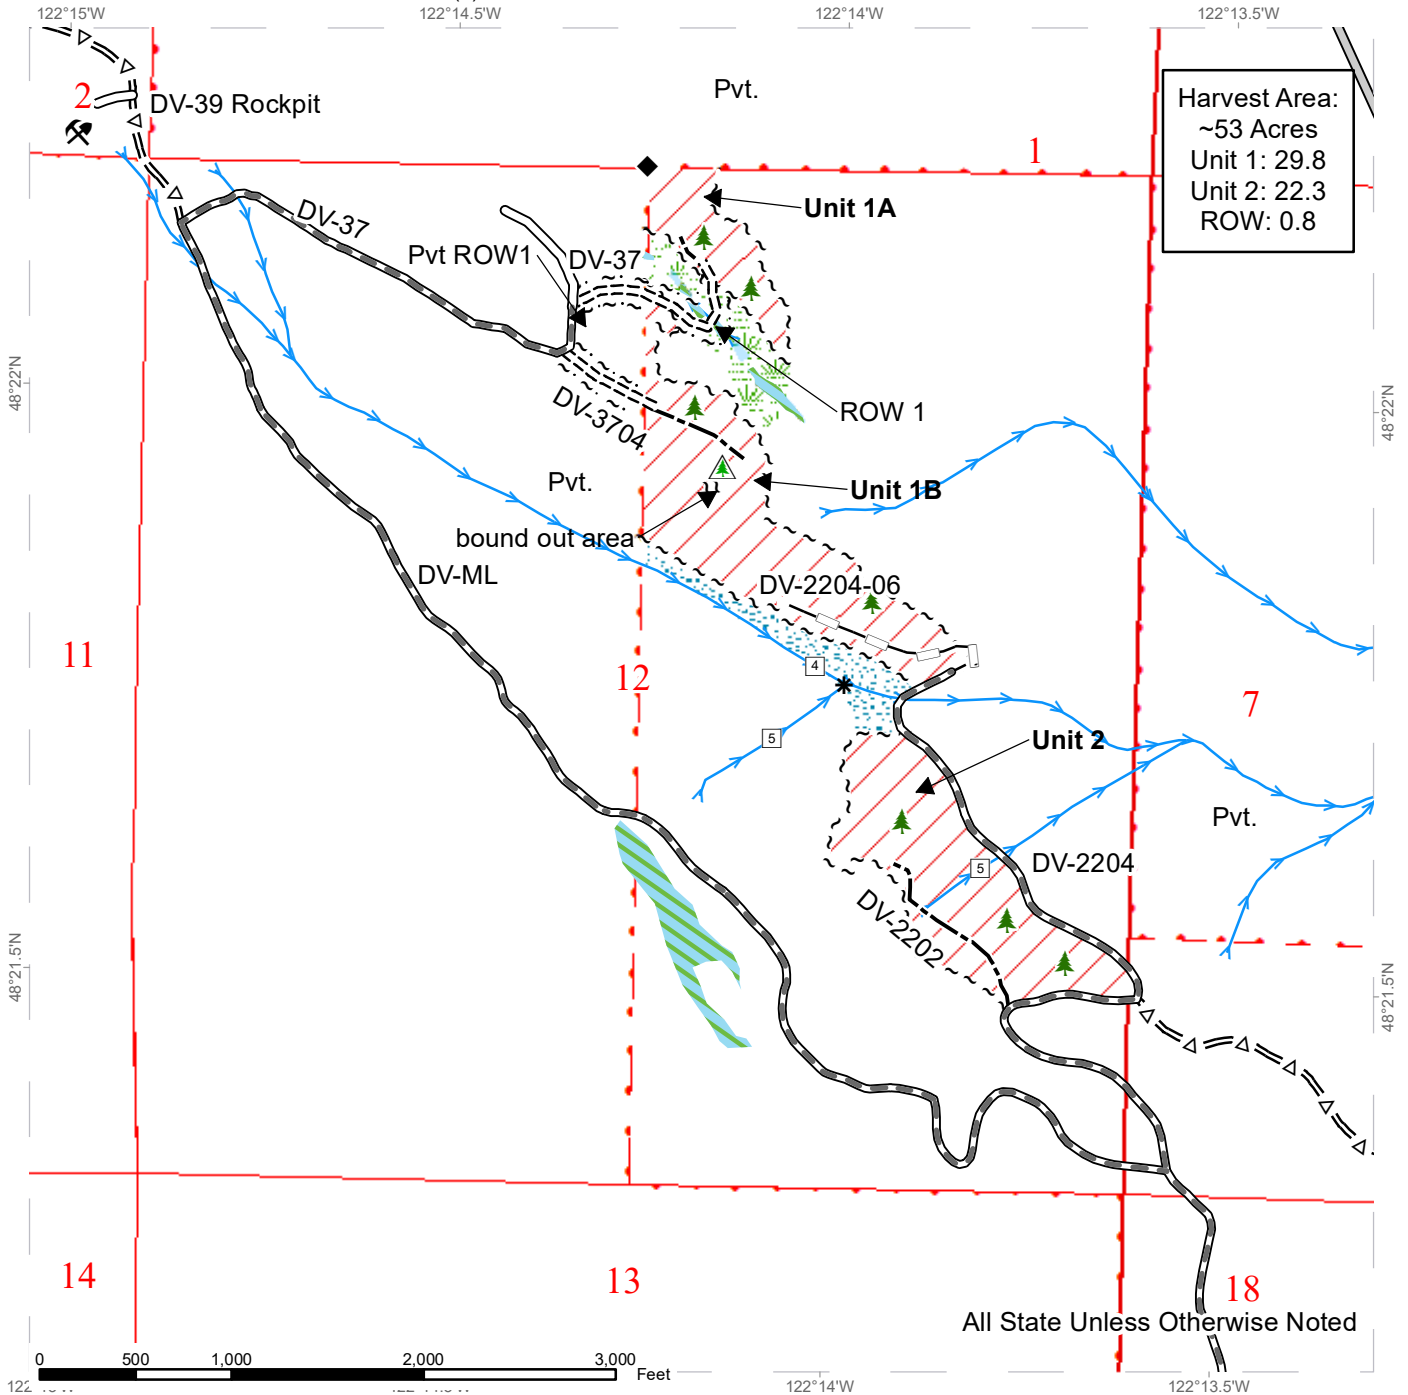 122°15'W
122°14.5'W
122°14'W
122°13.5'W
Pvt.
2
DV-39 Rockpit
1
Harvest Area:
~53 Acres
Unit 1: 29.8
Unit 2: 22.3
ROW: 0.8
Unit 1A
DV-37
Pvt ROW1
DV-37
48°22'N
48°22'N
ROW 1
DV-3704
Pvt.
Unit 1B
bound out area
DV-ML
DV-2204-06
11
12
4
7
5
Unit 2
Pvt.
DV-2204
5
DV-2202
48°21.5'N
48°21.5'N
14
13
18
All State Unless Otherwise Noted
0 500 1,000 2,000 3,000
Feet
122°14'W
122°13.5'W